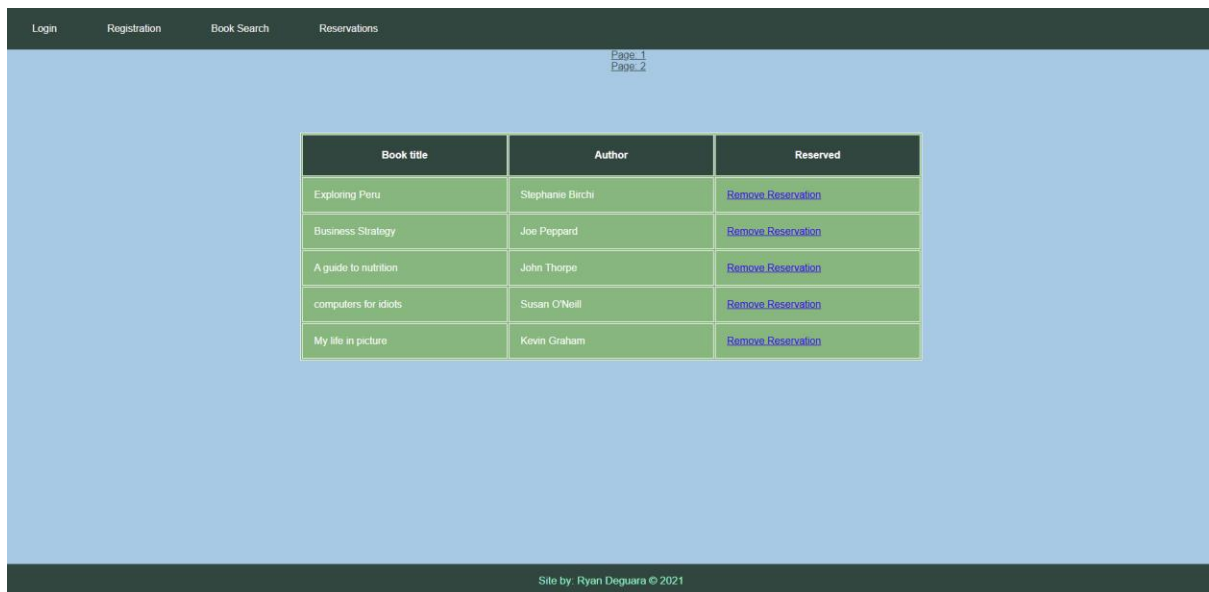 Login Registration Book Search Reservations
Page: 1
Page: 2
Book title Author Reserved
Exploring Peru Stephanie Birchi Remove Reservation
Business Strategy Joe Peppard Remove Reservation
A guide to nutrition John Thorpe Remove Reservation
computers for idiots Susan O'Neill Remove Reservation
My life in picture Kevin Graham Remove Reservation
Site by: Ryan Deguara © 2021